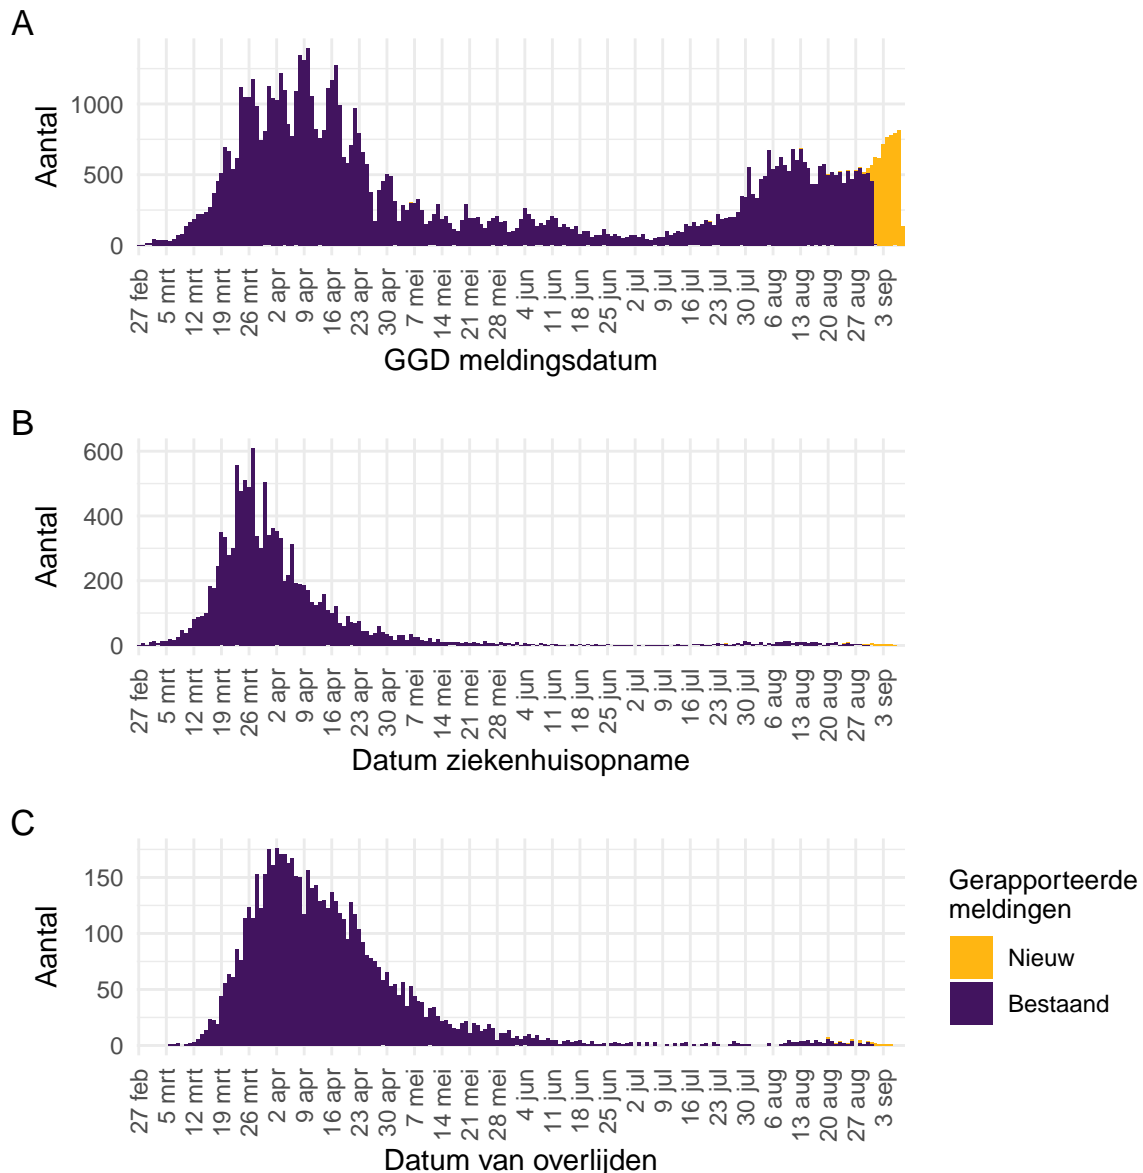 A
Aantal
1000
500
0
27 feb
5 mrt
12 mrt
19 mrt
26 mrt
2 apr
9 apr
16 apr
23 apr
30 apr
7 mei
14 mei
21 mei
28 mei
4 jun
11 jun
18 jun
25 jun
2 jul
9 jul
16 jul
23 jul
30 jul
6 aug
13 aug
20 aug
27 aug
3 sep
GGD meldingsdatum
B
Aantal
600
400
200
0
27 feb
5 mrt
12 mrt
19 mrt
26 mrt
2 apr
9 apr
16 apr
23 apr
30 apr
7 mei
14 mei
21 mei
28 mei
4 jun
11 jun
18 jun
25 jun
2 jul
9 jul
16 jul
23 jul
30 jul
6 aug
13 aug
20 aug
27 aug
3 sep
Datum ziekenhuisopname
C
Aantal
150
100
50
0
27 feb
5 mrt
12 mrt
19 mrt
26 mrt
2 apr
9 apr
16 apr
23 apr
30 apr
7 mei
14 mei
21 mei
28 mei
4 jun
11 jun
18 jun
25 jun
2 jul
9 jul
16 jul
23 jul
30 jul
6 aug
13 aug
20 aug
27 aug
3 sep
Datum van overlijden
Gerapporteerde
meldingen
Nieuw
Bestaand